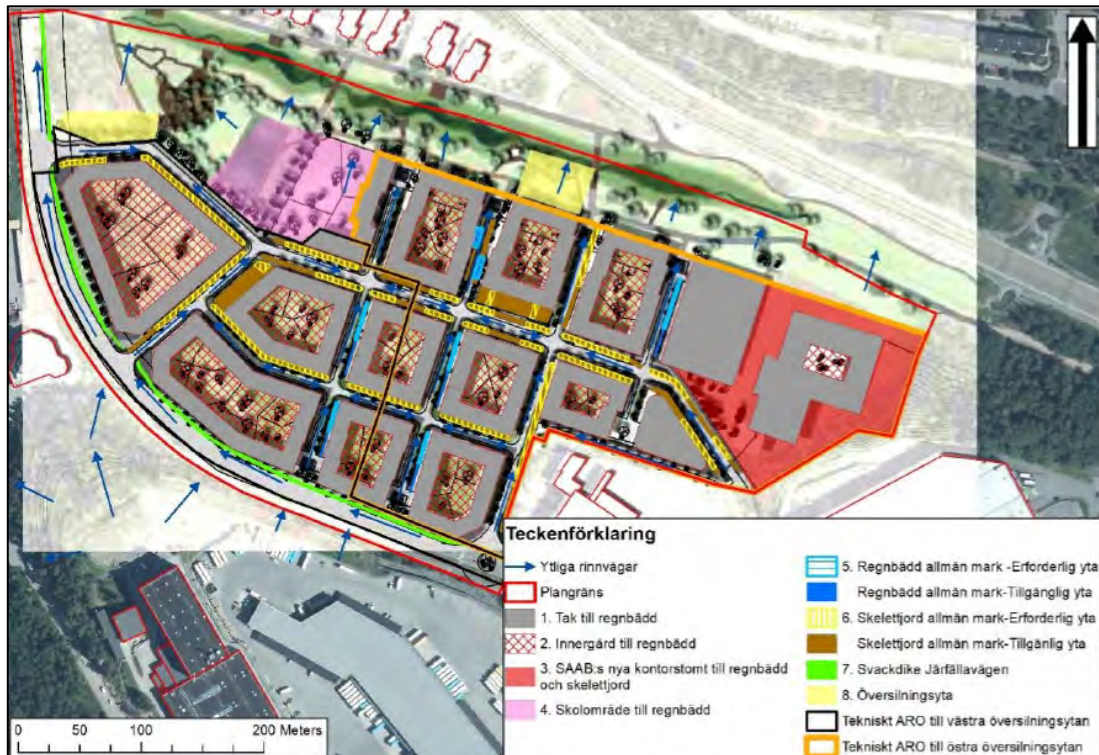 Teckenförklaring
Ytliga rinnvägar
Plangräns
1. Tak till regnbädd
2. Innergård till regnbädd
3. SAAB:s nya kontorstomt till regnbädd
och skelettjord
4. Skolområde till regnbädd
5. Regnbädd allmän mark -Erforderlig yta
Regnbädd allmän mark-Tillgänglig yta
6. Skelettjord allmän mark-Erforderlig yta
Skelettjord allmän mark-Tillgänlig yta
7. Svackdike Järfällavägen
8. Översilningsyta
Tekniskt ARO till västra översilningsytan
Tekniskt ARO till östra översilningsytan
0 50 100 200 Meters